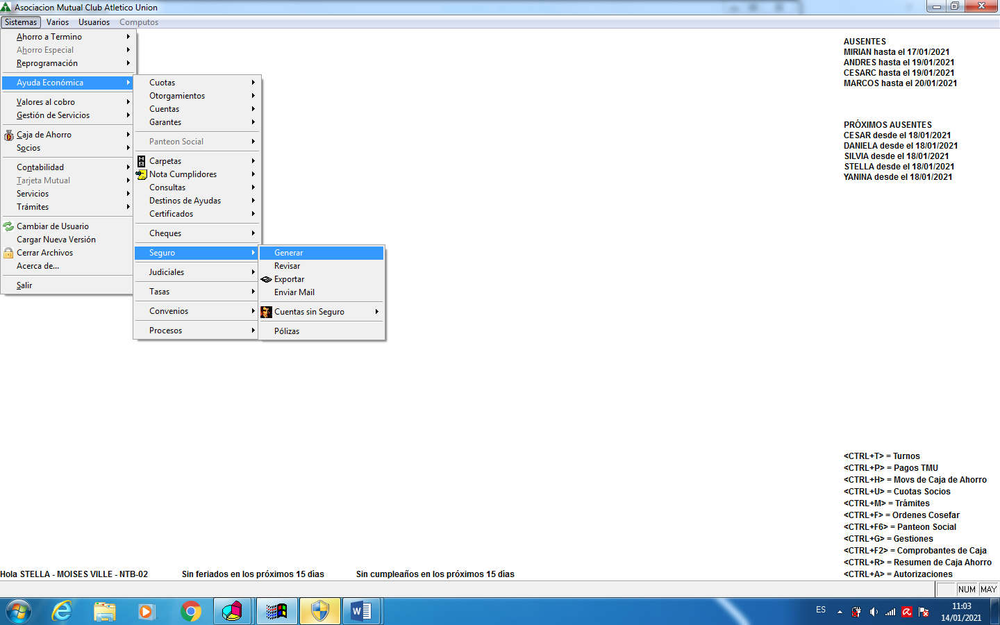 Asociacion Mutual Club Atletico Union
Sistemas Varios Usuarios Computos
Ahorro a Termino
Ahorro Especial
Reprogramación
Ayuda Económica
Valores al cobro
Gestión de Servicios
Caja de Ahorro
Socios
Contabilidad
Tarjeta Mutual
Servicios
Trámites
Cambiar de Usuario
Cargar Nueva Versión
Cerrar Archivos
Acerca de...
Salir
Cuotas
Otorgamientos
Cuentas
Garantes
Panteon Social
Carpetas
Nota Cumplidores
Consultas
Destinos de Ayudas
Certificados
Cheques
Seguro
Judiciales
Tasas
Convenios
Procesos
Generar
Revisar
Exportar
Enviar Mail
Cuentas sin Seguro
Pólizas
AUSENTES
MIRIAN hasta el 17/01/2021
ANDRES hasta el 19/01/2021
CESARC hasta el 19/01/2021
MARCOS hasta el 20/01/2021
PRÓXIMOS AUSENTES
CESAR desde el 18/01/2021
DANIELA desde el 18/01/2021
SILVIA desde el 18/01/2021
STELLA desde el 18/01/2021
YANINA desde el 18/01/2021
<CTRL+T> = Turnos
<CTRL+P> = Pagos TMU
<CTRL+H> = Movs de Caja de Ahorro
<CTRL+U> = Cuotas Socios
<CTRL+M> = Trámites
<CTRL+F> = Ordenes Cosefar
<CTRL+F6> = Panteon Social
<CTRL+G> = Gestiones
<CTRL+F2> = Comprobantes de Caja
<CTRL+R> = Resumen de Caja Ahorro
<CTRL+A> = Autorizaciones
Hola STELLA - MOISES VILLE - NTB-02 Sin feriados en los próximos 15 días Sin cumpleaños en los próximos 15 días
NUM MAY
ES
11:03
14/01/2021